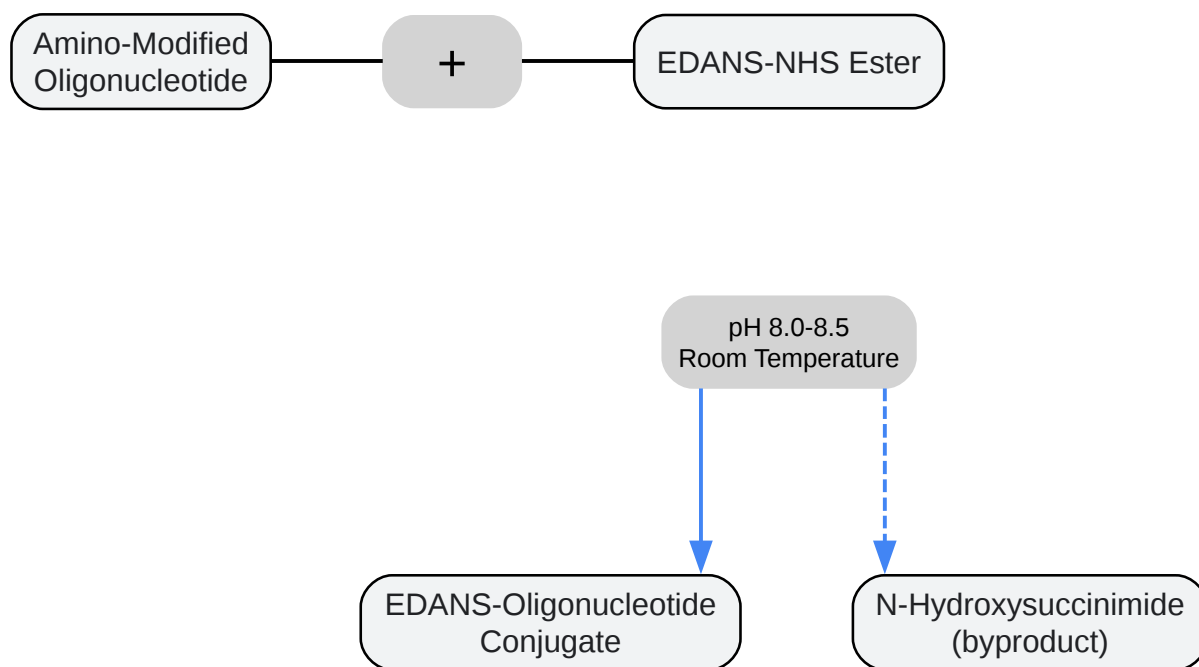 Amino-Modified
Oligonucleotide
+
EDANS-NHS Ester
pH 8.0-8.5
Room Temperature
EDANS-Oligonucleotide
Conjugate
N-Hydroxysuccinimide
(byproduct)